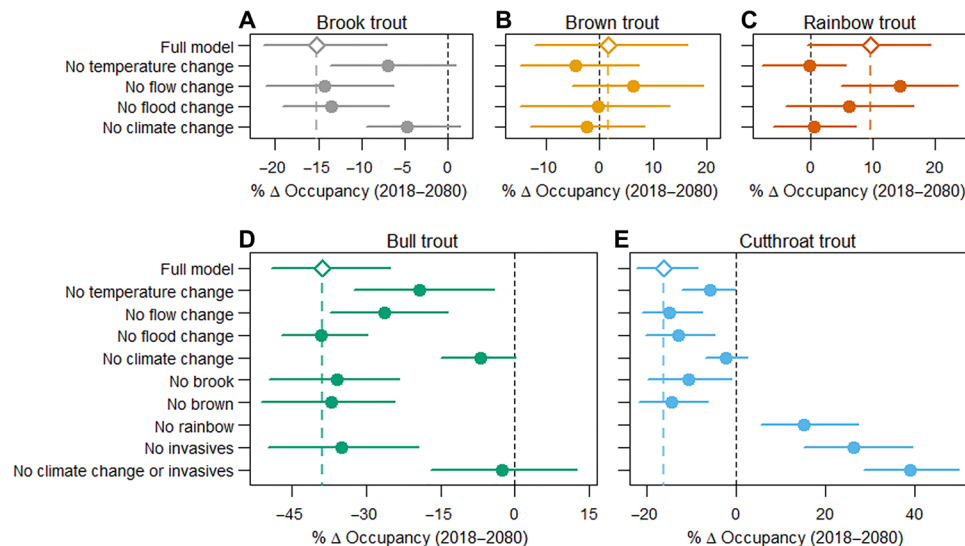 A Brook trout
B Brown trout
C Rainbow trout
Full model
No temperature change
No flow change
No flood change
No climate change
−20 −15 −10 −5 0
−10 0 10 20
0 10 20
% Δ Occupancy (2018−2080)
% Δ Occupancy (2018−2080)
% Δ Occupancy (2018−2080)
D Bull trout
E Cutthroat trout
Full model
No temperature change
No flow change
No flood change
No climate change
No brook
No brown
No rainbow
No invasives
No climate change or invasives
−45 −30 −15 0 15
−20 0 20 40
% Δ Occupancy (2018−2080)
% Δ Occupancy (2018−2080)